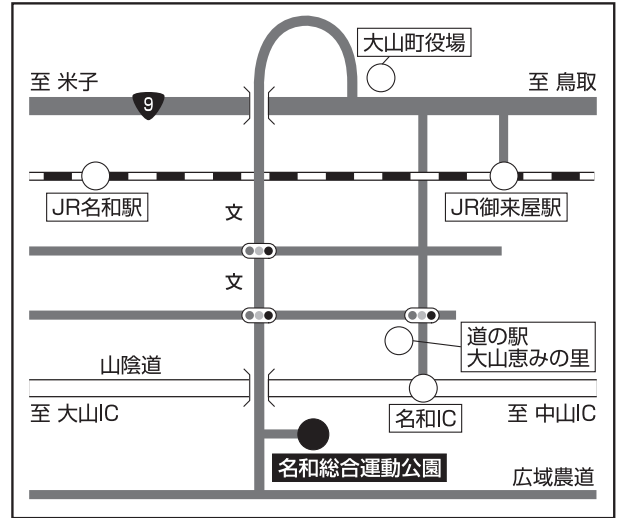 大山町役場
至 米子
至 鳥取
9
JR名和駅
文
JR御来屋駅
文
道の駅
大山恵みの里
山陰道
至 大山IC
名和IC
至 中山IC
名和総合運動公園
広域農道